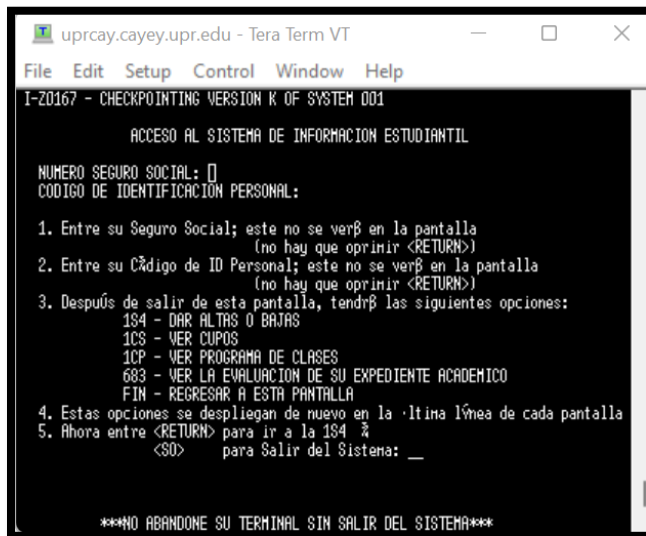 uprcay.cayey.upr.edu - Tera Term VT
File Edit Setup Control Window Help
I-Z0167 - CHECKPOINTING VERSION K OF SYSTEM 001
ACCESO AL SISTEMA DE INFORMACION ESTUDIANTIL
NUMERO SEGURO SOCIAL:
CODIGO DE IDENTIFICACION PERSONAL:
1. Entre su Seguro Social; este no se verβ en la pantalla
(no hay que oprimir <RETURN>)
2. Entre su C¾digo de ID Personal; este no se verβ en la pantalla
(no hay que oprimir <RETURN>)
3. DespuÚs de salir de esta pantalla, tendrβ las siguientes opciones:
1S4 - DAR ALTAS O BAJAS
1CS - VER CUPOS
1CP - VER PROGRAMA DE CLASES
683 - VER LA EVALUACION DE SU EXPEDIENTE ACADEMICO
FIN - REGRESAR A ESTA PANTALLA
4. Estas opciones se despliegan de nuevo en la ·ltima lÝnea de cada pantalla
5. Ahora entre <RETURN> para ir a la 1S4 ¾
<SO> para Salir del Sistema: __
***NO ABANDONE SU TERMINAL SIN SALIR DEL SISTEMA***